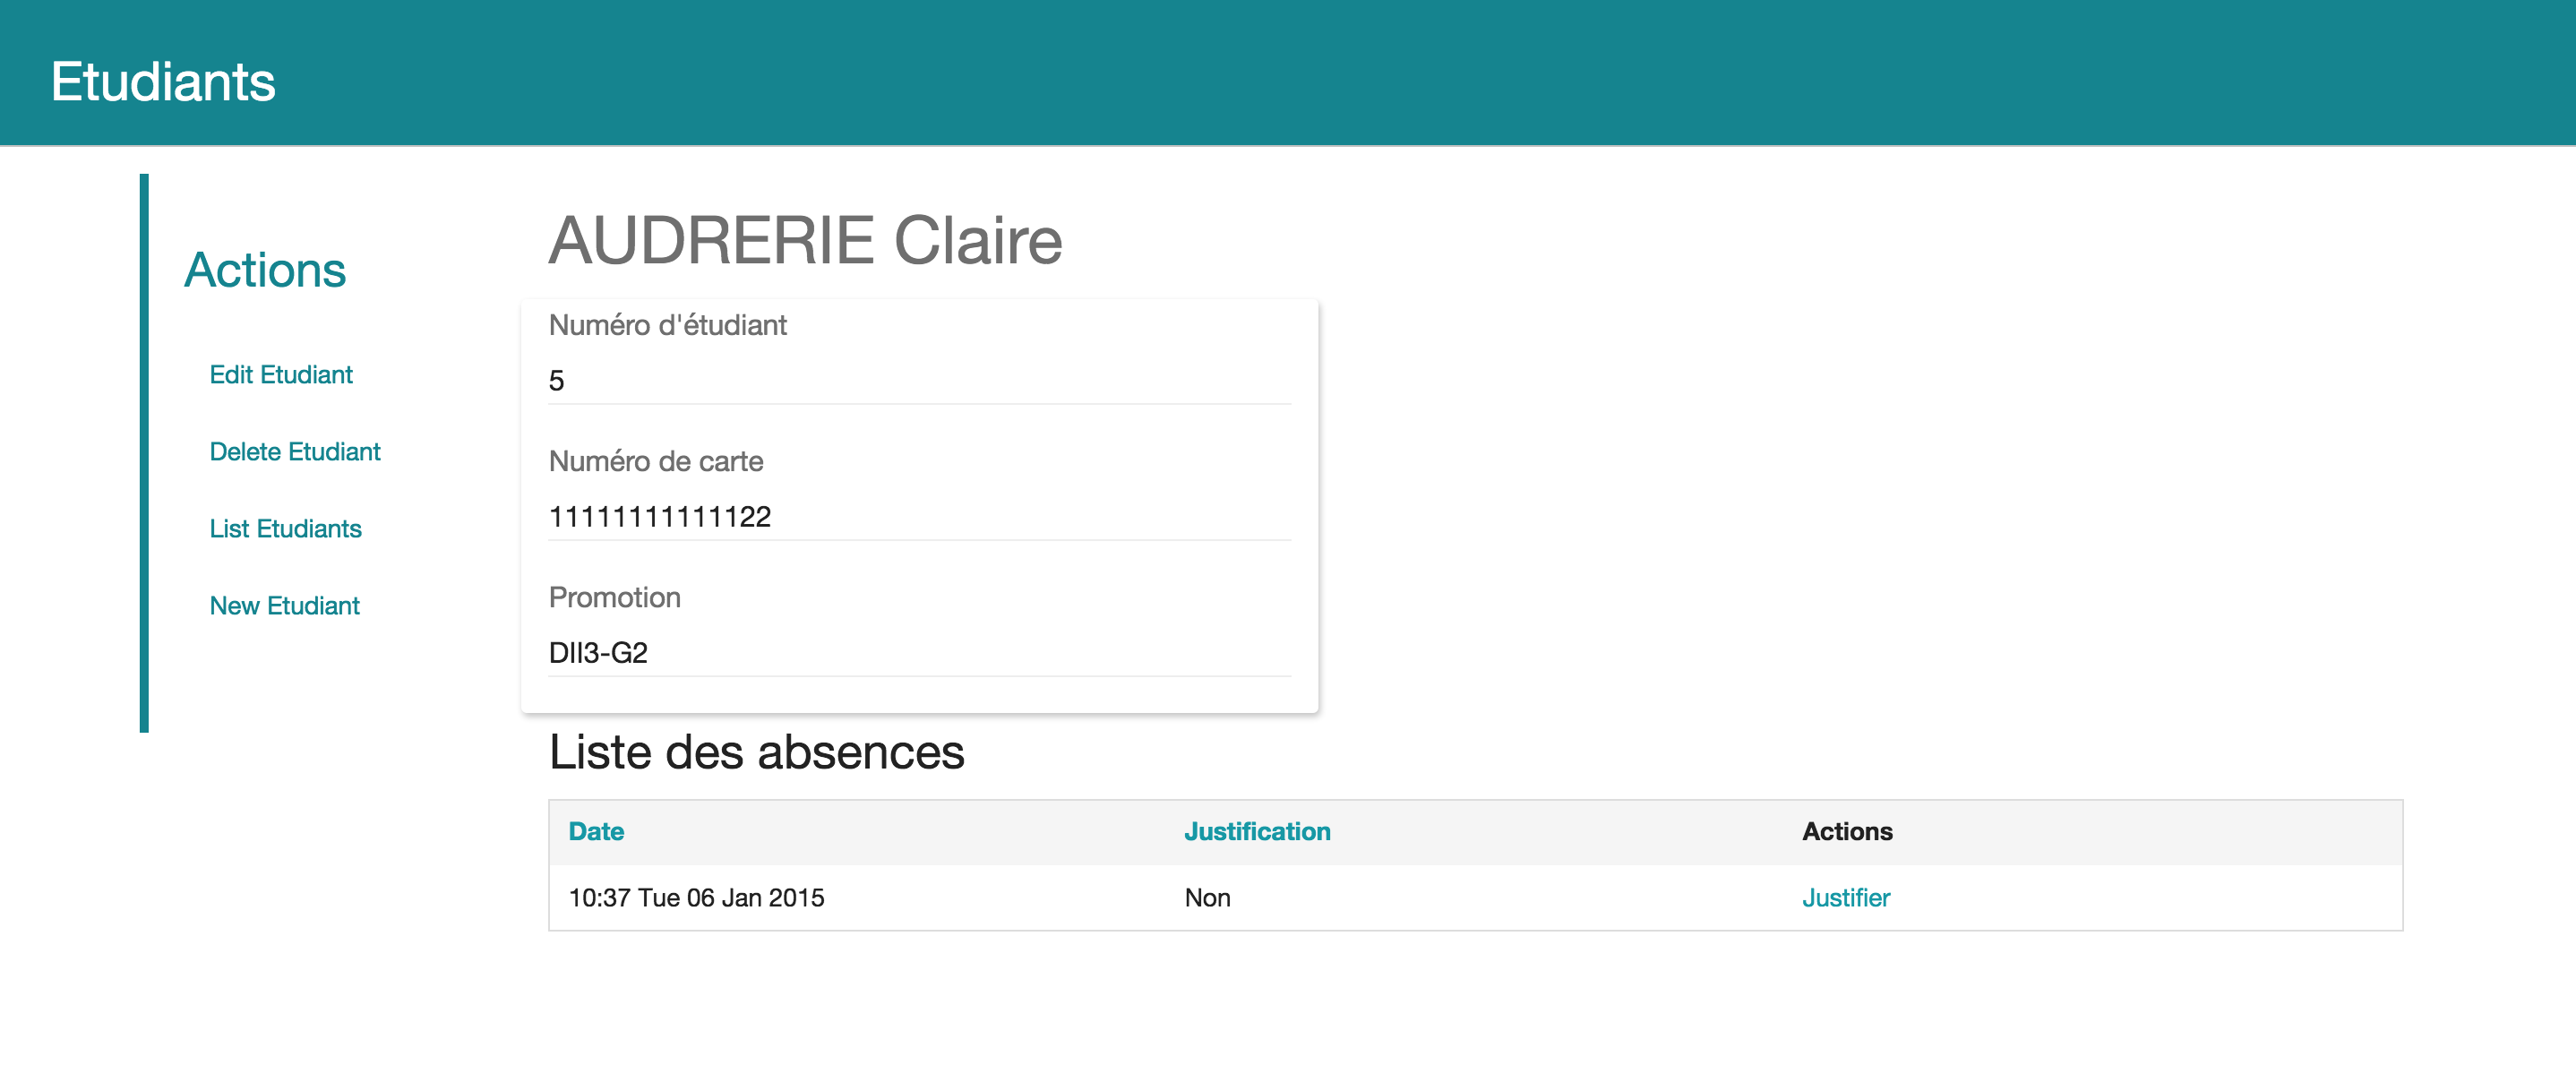 Etudiants
Actions
Edit Etudiant
Delete Etudiant
List Etudiants
New Etudiant
AUDRERIE Claire
Numéro d'étudiant
5
Numéro de carte
11111111111122
Promotion
DII3-G2
Liste des absences
Date Justification Actions
10:37 Tue 06 Jan 2015 Non Justifier